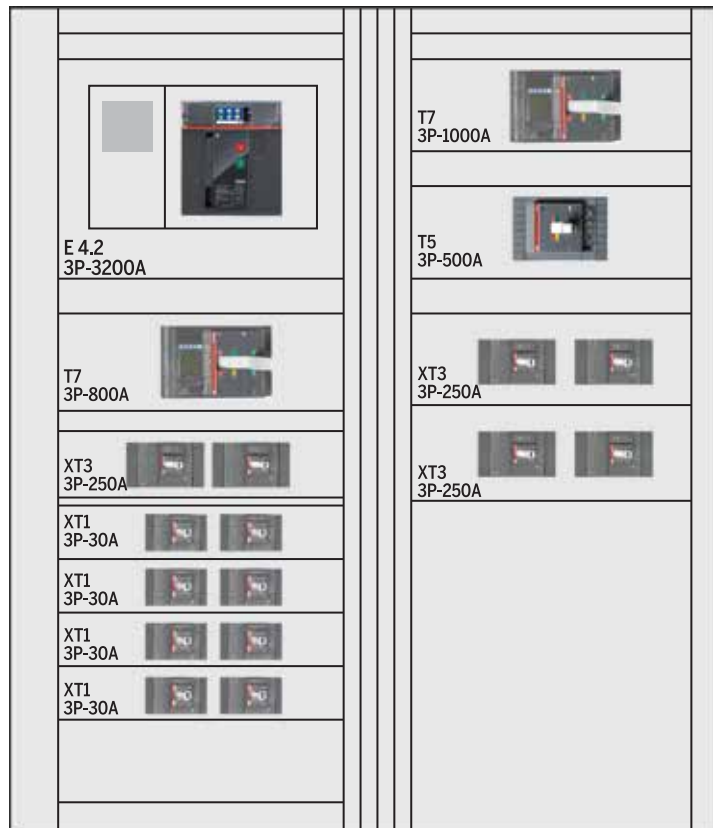 E 4.2
3P-3200A
T7
3P-800A
XT3
3P-250A
XT1
3P-30A
XT1
3P-30A
XT1
3P-30A
XT1
3P-30A
T7
3P-1000A
T5
3P-500A
XT3
3P-250A
XT3
3P-250A